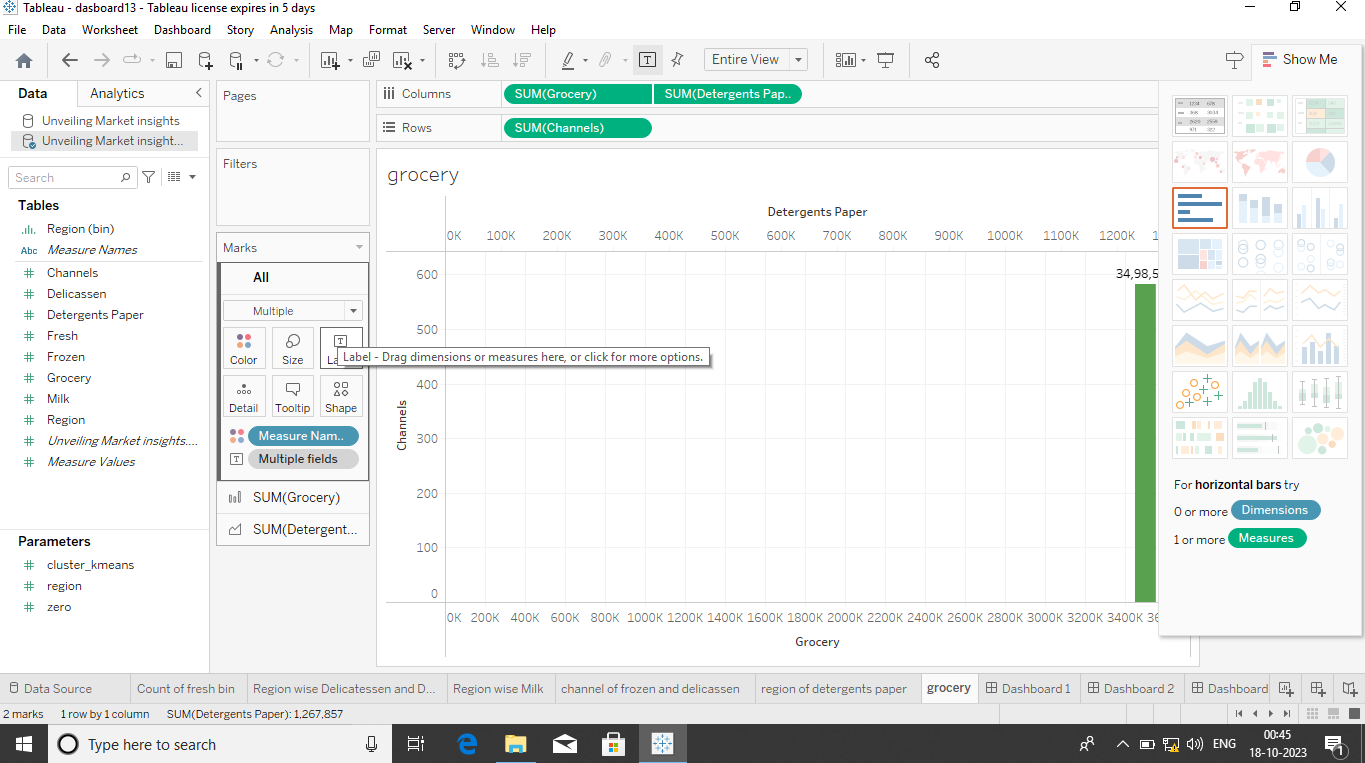 Tableau - dasboard13 - Tableau license expires in 5 days
File Data Worksheet Dashboard Story Analysis Map Format Server Window Help
Entire View
Show Me
Data Analytics
Unveiling Market insights
Unveiling Market insight...
Search
Tables
Region (bin)
Abc Measure Names
Channels
Delicassen
Detergents Paper
Fresh
Frozen
Grocery
Milk
Region
Unveiling Market insights....
Measure Values
Parameters
cluster_kmeans
region
zero
Pages
Filters
Marks
All
Multiple
Color Size La
Label - Drag dimensions or measures here, or click for more options.
Detail Tooltip Shape
Measure Nam..
Multiple fields
SUM(Grocery)
SUM(Detergent...
Columns SUM(Grocery) SUM(Detergents Pap..
Rows SUM(Channels)
grocery
Detergents Paper
0K 100K 200K 300K 400K 500K 600K 700K 800K 900K 1000K 1100K 1200K 1
34,98,5
600
500
400
300
200
100
0
Channels
0K 200K 400K 600K 800K 1000K 1200K 1400K 1600K 1800K 2000K 2200K 2400K 2600K 2800K 3000K 3200K 3400K 36
Grocery
For horizontal bars try
0 or more Dimensions
1 or more Measures
Data Source Count of fresh bin Region wise Delicatessen and D... Region wise Milk channel of frozen and delicassen region of detergents paper grocery Dashboard 1 Dashboard 2 Dashboard
2 marks 1 row by 1 column SUM(Detergents Paper): 1,267,857
Type here to search
ENG
00:45
18-10-2023
1